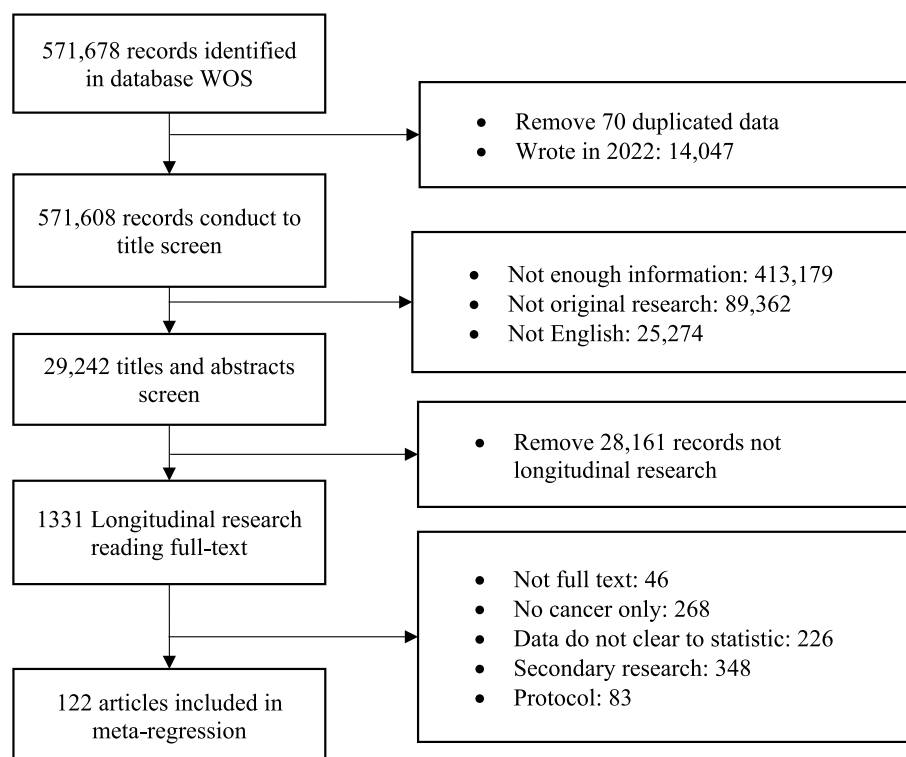 571,678 records identified
in database WOS
• Remove 70 duplicated data
• Wrote in 2022: 14,047
571,608 records conduct to
title screen
• Not enough information: 413,179
• Not original research: 89,362
• Not English: 25,274
29,242 titles and abstracts
screen
• Remove 28,161 records not
longitudinal research
1331 Longitudinal research
reading full-text
• Not full text: 46
• No cancer only: 268
• Data do not clear to statistic: 226
• Secondary research: 348
• Protocol: 83
122 articles included in
meta-regression